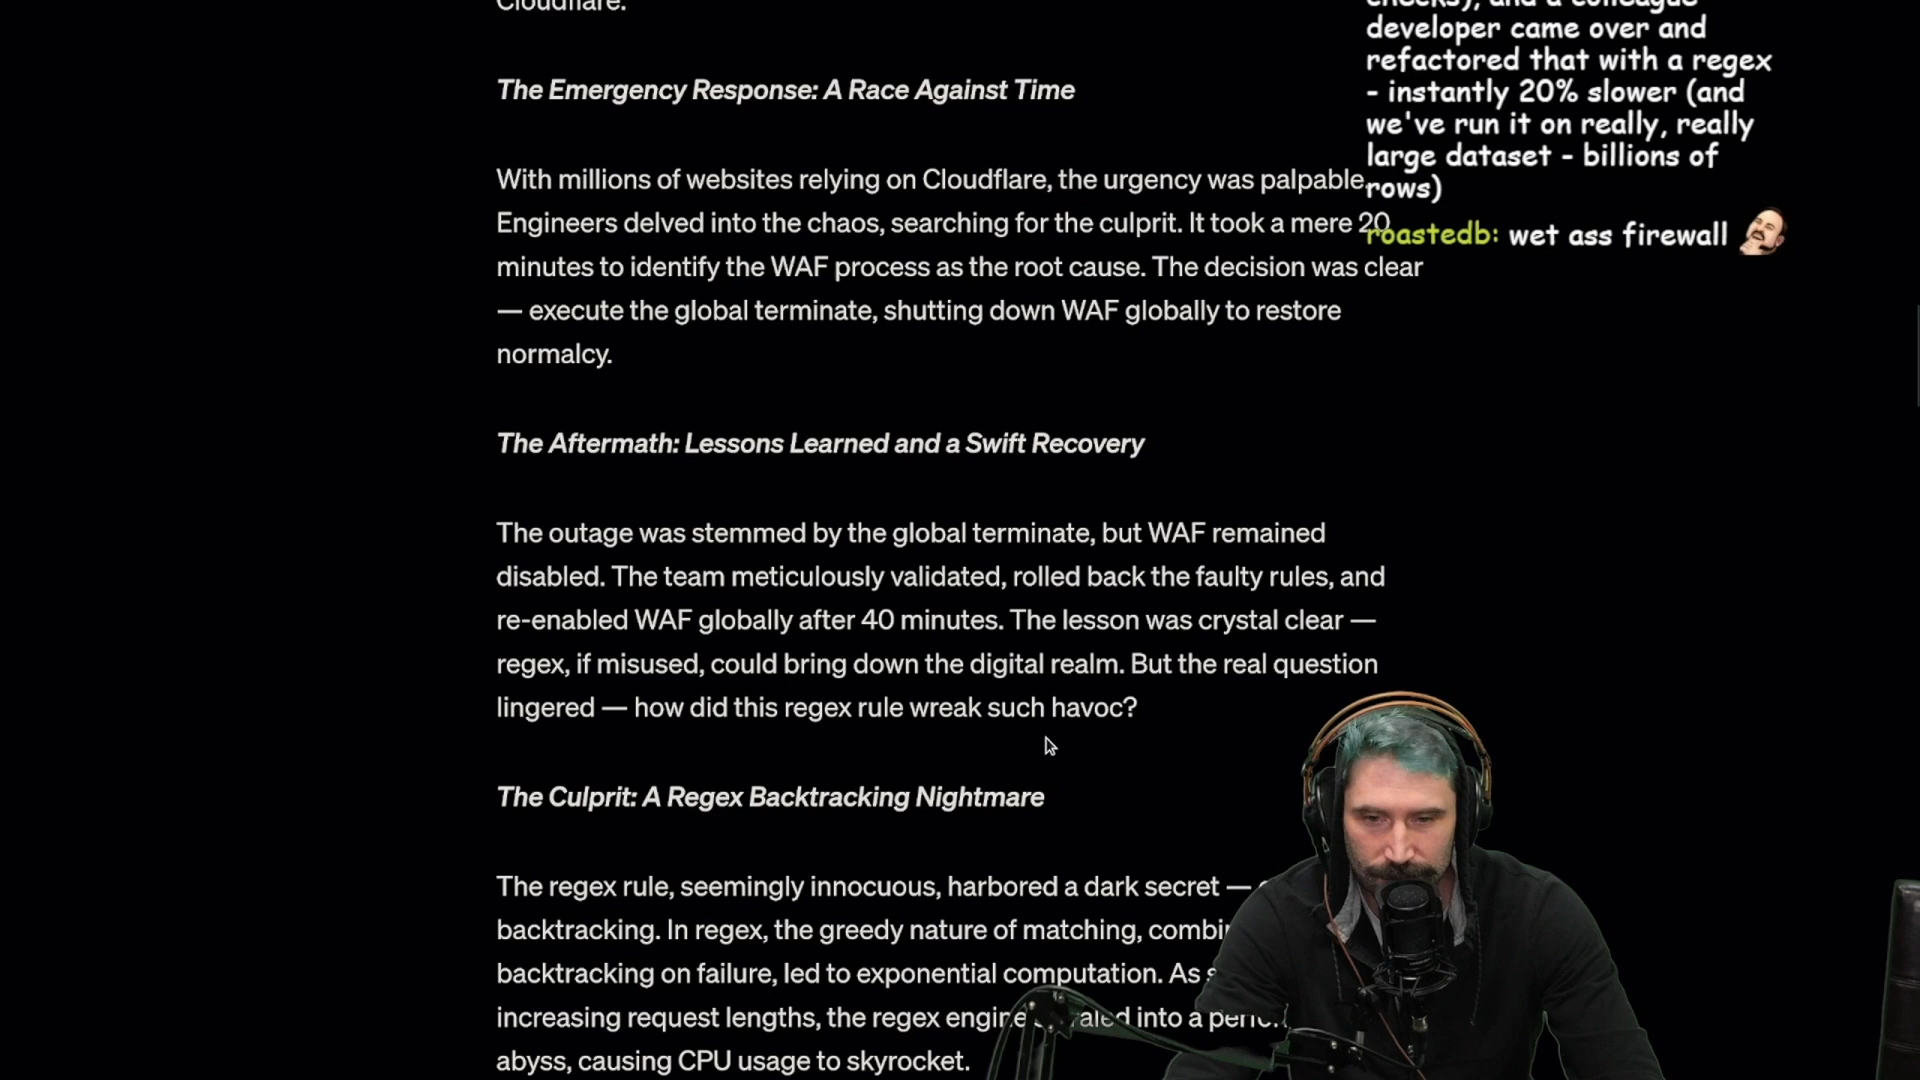 Cloudflare.
The Emergency Response: A Race Against Time
With millions of websites relying on Cloudflare, the urgency was palpable.
Engineers delved into the chaos, searching for the culprit. It took a mere 20
minutes to identify the WAF process as the root cause. The decision was clear
— execute the global terminate, shutting down WAF globally to restore
normalcy.
The Aftermath: Lessons Learned and a Swift Recovery
The outage was stemmed by the global terminate, but WAF remained
disabled. The team meticulously validated, rolled back the faulty rules, and
re-enabled WAF globally after 40 minutes. The lesson was crystal clear —
regex, if misused, could bring down the digital realm. But the real question
lingered — how did this regex rule wreak such havoc?
The Culprit: A Regex Backtracking Nightmare
The regex rule, seemingly innocuous, harbored a dark secret —
backtracking. In regex, the greedy nature of matching,
backtracking on failure, led to exponential computation. As
increasing request lengths, the regex engine into a
abyss, causing CPU usage to skyrocket.
checks), and a colleague
developer came over and
refactored that with a regex
- instantly 20% slower (and
we've run it on really, really
large dataset - billions of
rows)
roastedb: wet ass firewall